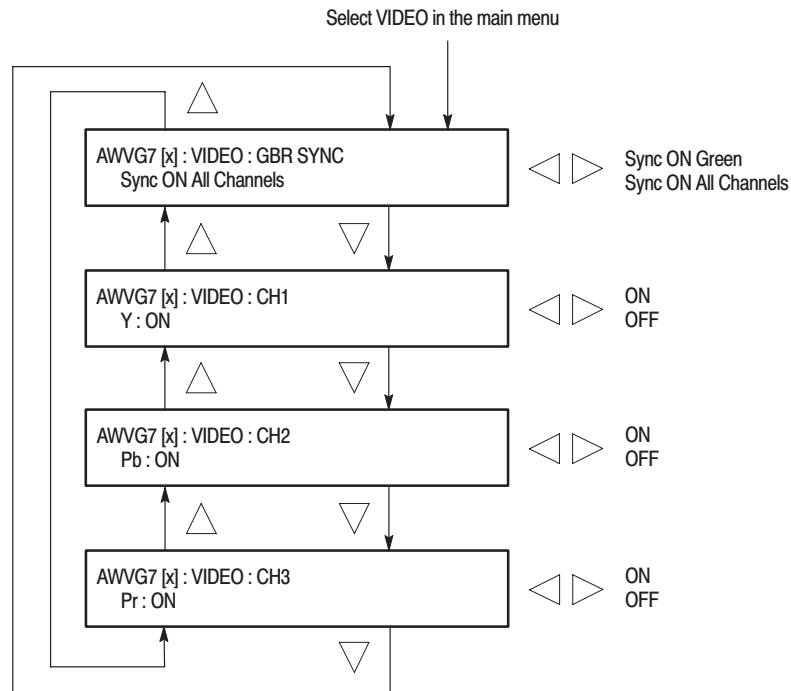 Select VIDEO in the main menu
AWVG7 [x] : VIDEO : GBR SYNC
Sync ON All Channels
Sync ON Green
Sync ON All Channels
AWVG7 [x] : VIDEO : CH1
Y : ON
ON
OFF
AWVG7 [x] : VIDEO : CH2
Pb : ON
ON
OFF
AWVG7 [x] : VIDEO : CH3
Pr : ON
ON
OFF